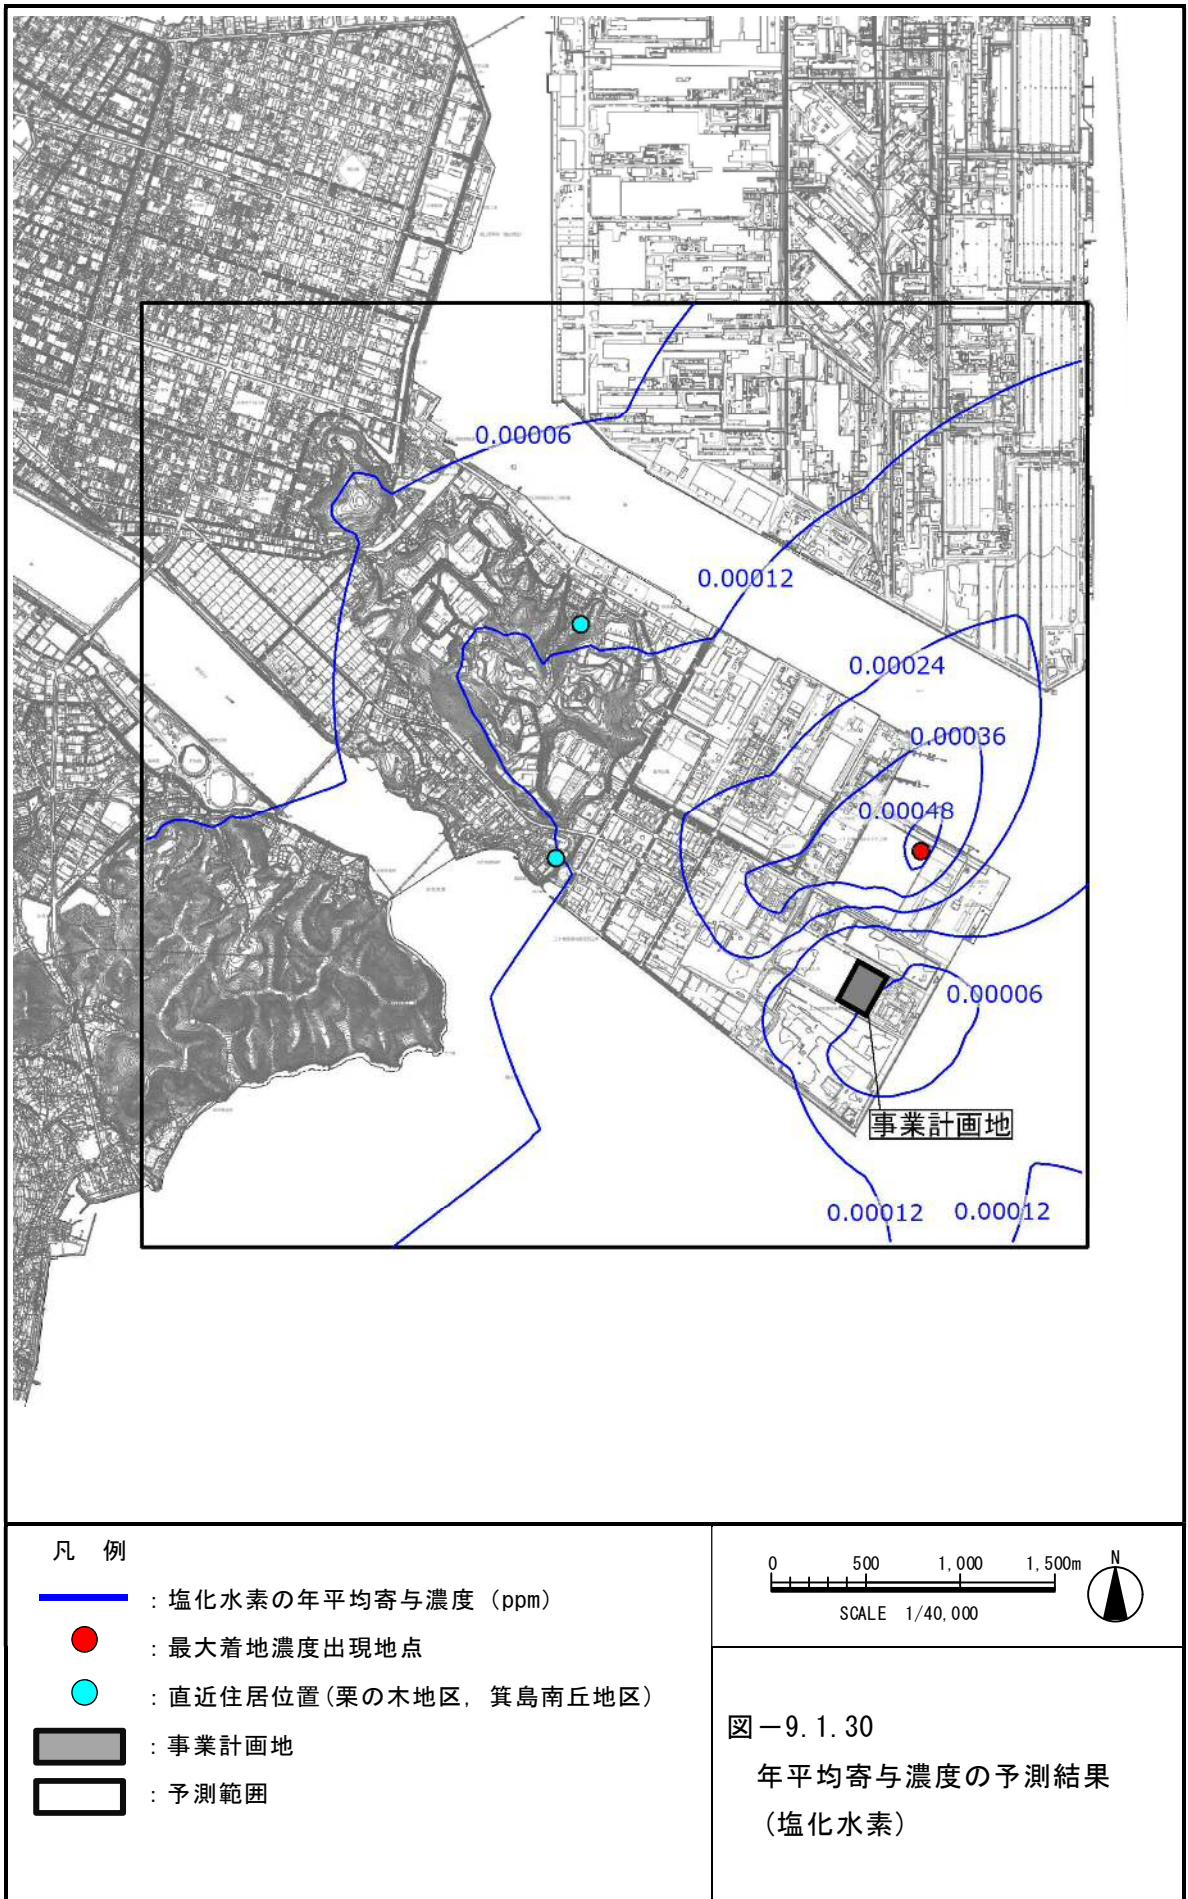 0.00006
0.00012
0.00024
0.00036
0.00048
0.00006
事業計画地
0.00012
0.00012
凡 例
：塩化水素の年平均寄与濃度（ppm）
：最大着地濃度出現地点
：直近住居位置(栗の木地区，箕島南丘地区)
：事業計画地
：予測範囲
0 500 1,000 1,500m
N
SCALE 1/40,000
図－9.1.30
年平均寄与濃度の予測結果
（塩化水素）